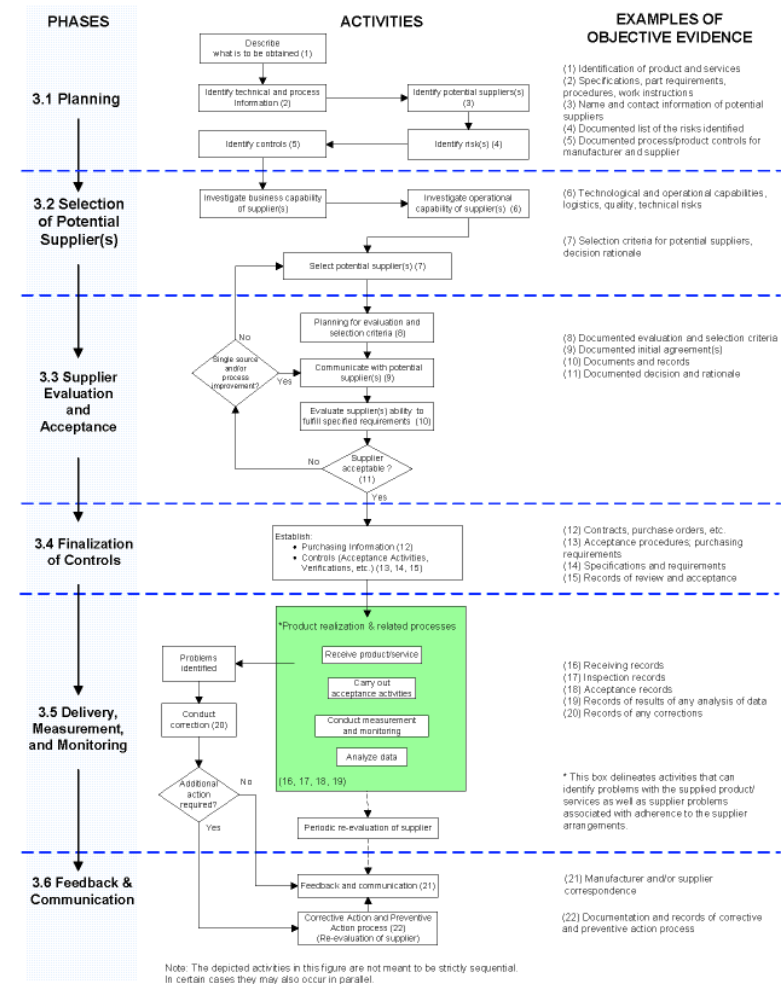 PHASES
ACTIVITIES
EXAMPLES OF
OBJECTIVE EVIDENCE
3.1 Planning
Describe
what is to be obtained (1)
Identify technical and process
Information (2)
Identify potential suppliers(s)
(3)
Identify controls (5)
Identify risk(s) (4)
(1) Identification of product and services
(2) Specifications, part requirements,
procedures, work instructions
(3) Name and contact information of potential
suppliers
(4) Documented list of the risks identified
(5) Documented process/product controls for
manufacturer and supplier
3.2 Selection
of Potential
Supplier(s)
Investigate business capability
of supplier(s)
Investigate operational
capability of supplier(s) (6)
Select potential supplier(s) (7)
(6) Technological and operational capabilities,
logistics, quality, technical risks
(7) Selection criteria for potential suppliers,
decision rationale
3.3 Supplier
Evaluation
and
Acceptance
Planning for evaluation and
selection criteria (8)
No
Single source
and/or
process
improvement?
Yes
Communicate with potential
supplier(s) (9)
Evaluate supplier(s) ability to
fulfill specified requirements (10)
No
Supplier
acceptable ?
(11)
Yes
(8) Documented evaluation and selection criteria
(9) Documented initial agreement(s)
(10) Documents and records
(11) Documented decision and rationale
3.4 Finalization
of Controls
Establish:
• Purchasing Information (12)
• Controls (Acceptance Activities,
Verifications, etc.) (13, 14, 15)
(12) Contracts, purchase orders, etc.
(13) Acceptance procedures; purchasing
requirements
(14) Specifications and requirements
(15) Records of review and acceptance
3.5 Delivery,
Measurement,
and Monitoring
*Product realization & related processes
Receive product/service
Carry out
acceptance activities
Conduct measurement
and monitoring
Analyze data
(16, 17, 18, 19)
Problems
identified
Conduct
correction (20)
Additional
action
required?
No
Yes
Periodic re-evaluation of supplier
(16) Receiving records
(17) Inspection records
(18) Acceptance records
(19) Records of results of any analysis of data
(20) Records of any corrections
* This box delineates activities that can
identify problems with the supplied product/
services as well as supplier problems
associated with adherence to the supplier
arrangements.
3.6 Feedback &
Communication
Feedback and communication (21)
Corrective Action and Preventive
Action process (22)
(Re-evaluation of supplier)
(21) Manufacturer and/or supplier
correspondence
(22) Documentation and records of corrective
and preventive action process
Note: The depicted activities in this figure are not meant to be strictly sequential.
In certain cases they may also occur in parallel.